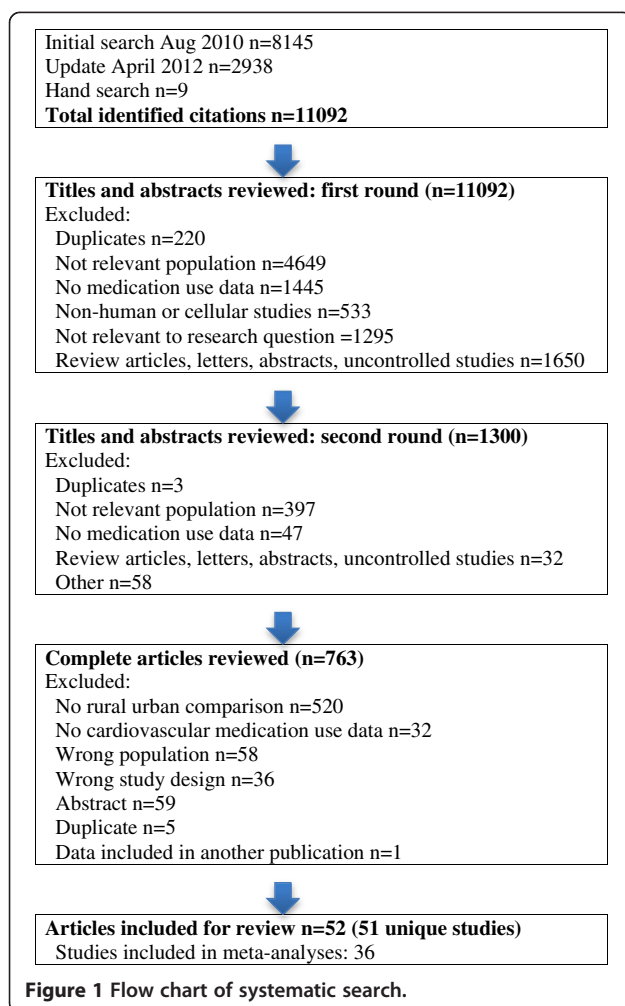 Initial search Aug 2010 n=8145
Update April 2012 n=2938
Hand search n=9
Total identified citations n=11092
Titles and abstracts reviewed: first round (n=11092)
Excluded:
Duplicates n=220
Not relevant population n=4649
No medication use data n=1445
Non-human or cellular studies n=533
Not relevant to research question =1295
Review articles, letters, abstracts, uncontrolled studies n=1650
Titles and abstracts reviewed: second round (n=1300)
Excluded:
Duplicates n=3
Not relevant population n=397
No medication use data n=47
Review articles, letters, abstracts, uncontrolled studies n=32
Other n=58
Complete articles reviewed (n=763)
Excluded:
No rural urban comparison n=520
No cardiovascular medication use data n=32
Wrong population n=58
Wrong study design n=36
Abstract n=59
Duplicate n=5
Data included in another publication n=1
Articles included for review n=52 (51 unique studies)
Studies included in meta-analyses: 36
Figure 1 Flow chart of systematic search.